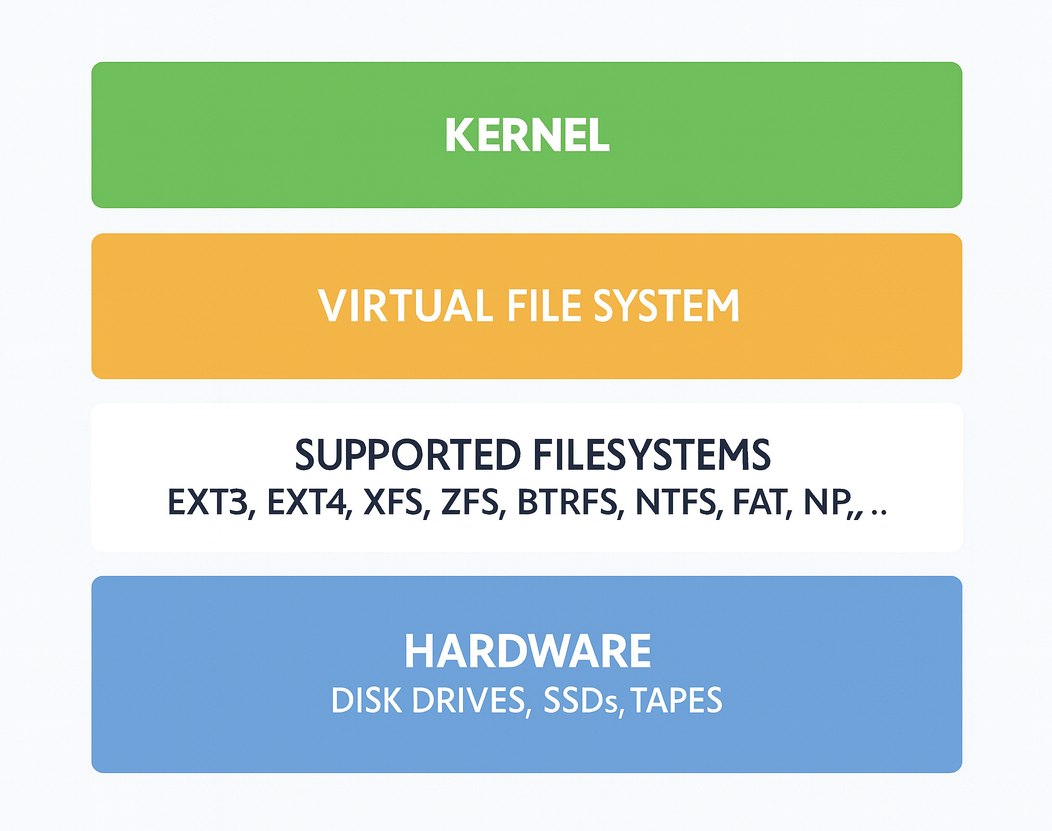 KERNEL
VIRTUAL FILE SYSTEM
SUPPORTED FILESYSTEMS
EXT3, EXT4, XFS, ZFS, BTRFS, NTFS, FAT, NP,, ..
HARDWARE
DISK DRIVES, SSDs, TAPES